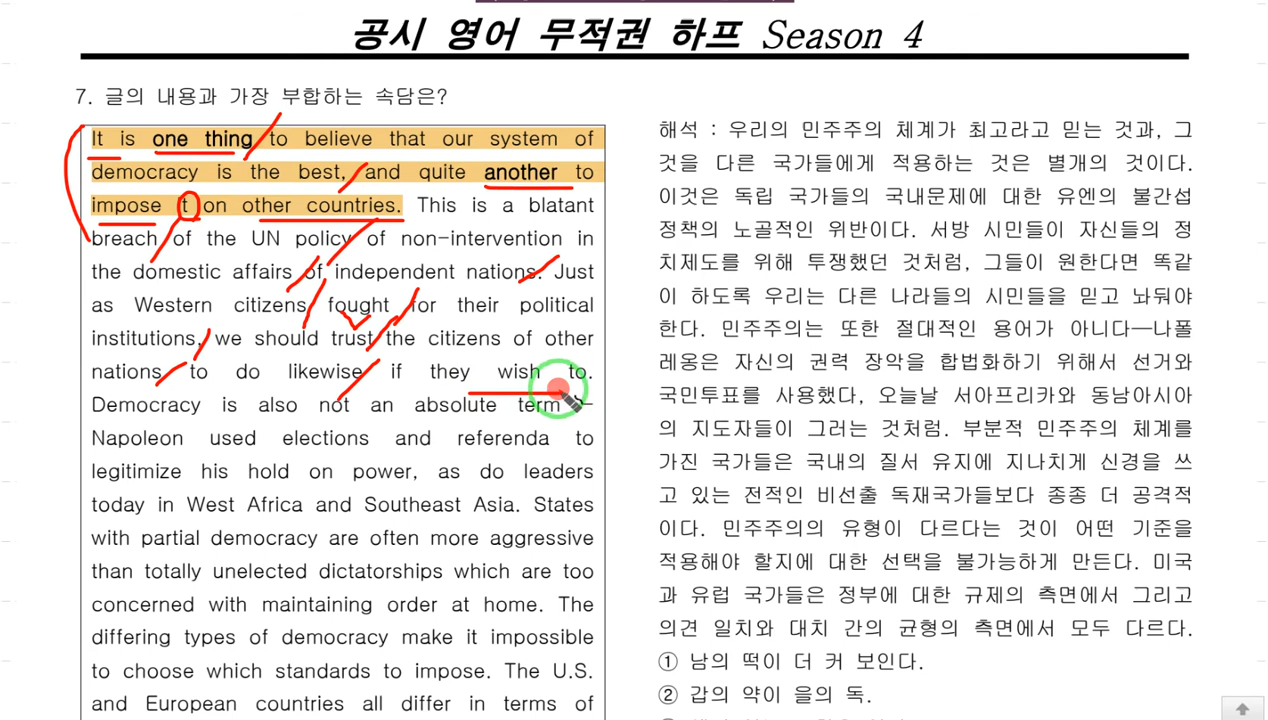 공시 영어 무적권 하프 Season 4
7. 글의 내용과 가장 부합하는 속담은?
It is one thing to believe that our system of
democracy is the best, and quite another to
impose it on other countries. This is a blatant
breach of the UN policy of non-intervention in
the domestic affairs of independent nations. Just
as Western citizens fought for their political
institutions, we should trust the citizens of other
nations to do likewise if they wish to.
Democracy is also not an absolute term –
Napoleon used elections and referenda to
legitimize his hold on power, as do leaders
today in West Africa and Southeast Asia. States
with partial democracy are often more aggressive
than totally unelected dictatorships which are too
concerned with maintaining order at home. The
differing types of democracy make it impossible
to choose which standards to impose. The U.S.
and European countries all differ in terms of
해석 : 우리의 민주주의 체계가 최고라고 믿는 것과, 그
것을 다른 국가들에게 적용하는 것은 별개의 것이다.
이것은 독립 국가들의 국내문제에 대한 유엔의 불간섭
정책의 노골적인 위반이다. 서방 시민들이 자신들의 정
치제도를 위해 투쟁했던 것처럼, 그들이 원한다면 똑같
이 하도록 우리는 다른 나라들의 시민들을 믿고 놔둬야
한다. 민주주의는 또한 절대적인 용어가 아니다—나폴
레옹은 자신의 권력 장악을 합법화하기 위해서 선거와
국민투표를 사용했다, 오늘날 서아프리카와 동남아시아
의 지도자들이 그러는 것처럼. 부분적 민주주의 체계를
가진 국가들은 국내의 질서 유지에 지나치게 신경을 쓰
고 있는 전적인 비선출 독재국가들보다 종종 더 공격적
이다. 민주주의의 유형이 다르다는 것이 어떤 기준을
적용해야 할지에 대한 선택을 불가능하게 만든다. 미국
과 유럽 국가들은 정부에 대한 규제의 측면에서 그리고
의견 일치와 대치 간의 균형의 측면에서 모두 다르다.
① 남의 떡이 더 커 보인다.
② 갑의 약이 을의 독.